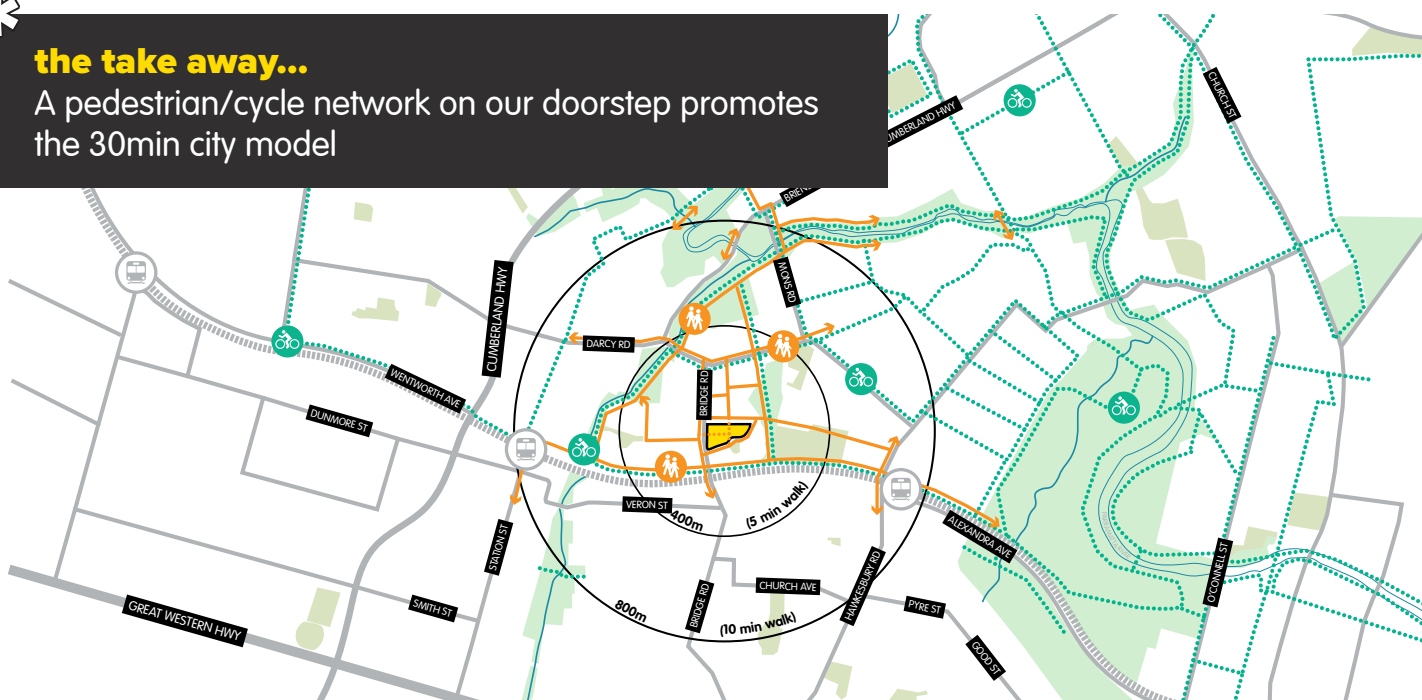 the take away...
A pedestrian/cycle network on our doorstep promotes
the 30min city model
CHURCH ST
MONS RD
CUMBERLAND HWY
DARCY RD
BRIDGE RD
WENTWORTH AVE
DUNMORE ST
VERON ST
400m
(5 min walk)
STATION ST
ALEXANDRA AVE
O'CONNELL ST
HAWKESBURY RD
CHURCH AVE
BRIDGE RD
PYRE ST
SMITH ST
800m
(10 min walk)
GREAT WESTERN HWY
GOOD ST